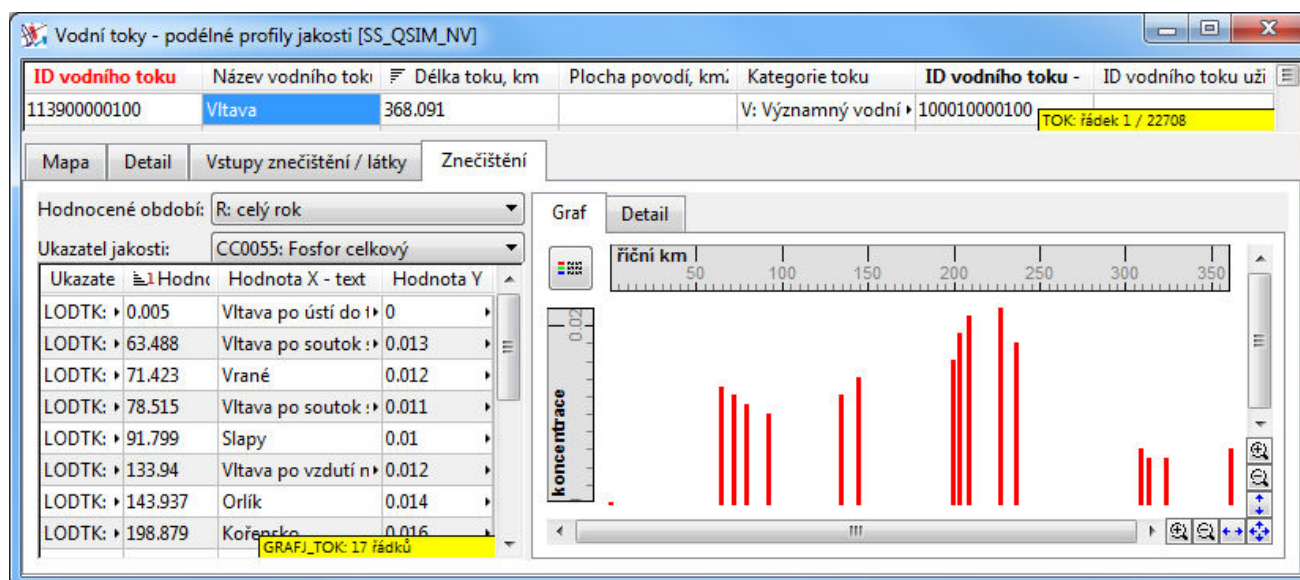 Vodní toky - podélné profily jakosti [SS_QSIM_NV]
ID vodního toku Název vodního toku Délka toku, km Plocha povodí, km2 Kategorie toku ID vodního toku - ID vodního toku uži
113900000100 Vltava 368.091 V: Významný vodní 100010000100
TOK: řádek 1 / 22708
Mapa Detail Vstupy znečištění / látky Znečištění
Hodnocené období: R: celý rok
Ukazatel jakosti: CC0055: Fosfor celkový
Ukazate 1 Hodno Hodnota X - text Hodnota Y
LODTK: 0.005 Vltava po ústí do 0
LODTK: 63.488 Vltava po soutok 0.013
LODTK: 71.423 Vrané 0.012
LODTK: 78.515 Vltava po soutok 0.011
LODTK: 91.799 Slapy 0.01
LODTK: 133.94 Vltava po vzdutí n 0.012
LODTK: 143.937 Orlík 0.014
LODTK: 198.879 Kořensko 0.016
GRAFJ_TOK: 17 řádků
Graf Detail
říční km
50 100 150 200 250 300 350
0.02
koncentrace